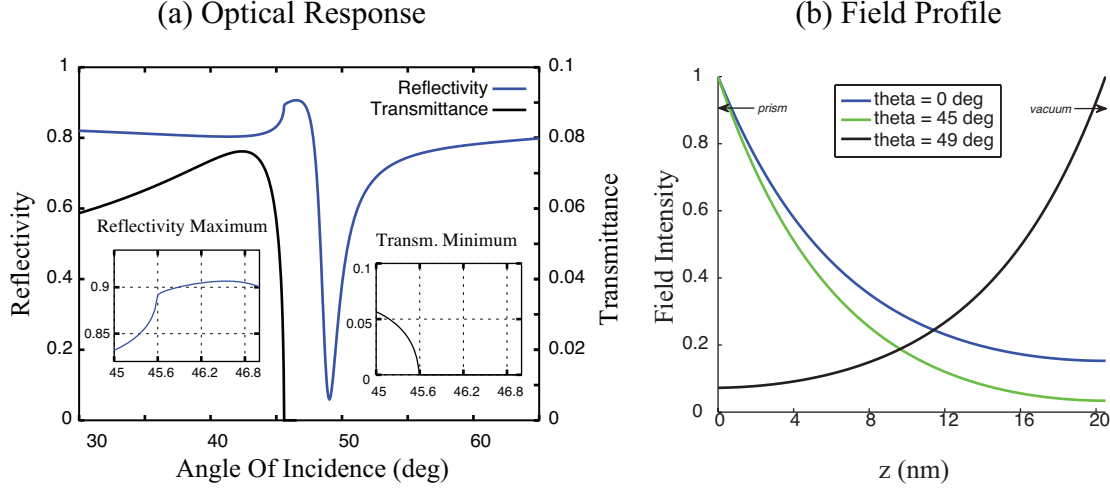 (a) Optical Response
(b) Field Profile
1
0.8
0.6
0.4
0.2
0
0.1
0.080
0.06
0.04
0.02
0
30
40
50
60
Reflectivity
Transmittance
Angle Of Incidence (deg)
Reflectivity
Transmittance
Reflectivity Maximum
0.9
0.85
45 45.6 46.2 46.8
Transm. Minimum
0.1
0.05
0
45 45.6 46.2 46.8
1
0.8
0.6
0.4
0.2
0
0 4 8 12 16 20
Field Intensity
z (nm)
theta = 0 deg
theta = 45 deg
theta = 49 deg
prism
vacuum